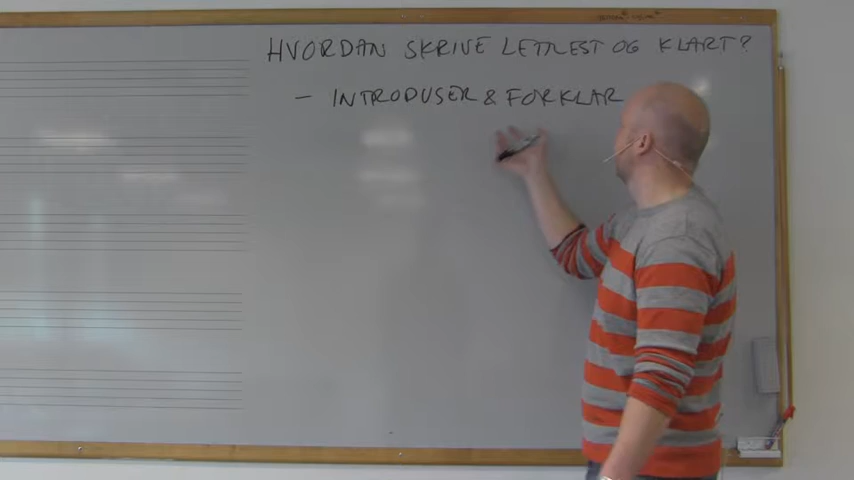 HVORDAN SKRIVE LETTLEST OG KLART?
- INTRODUSER & FORKLAR